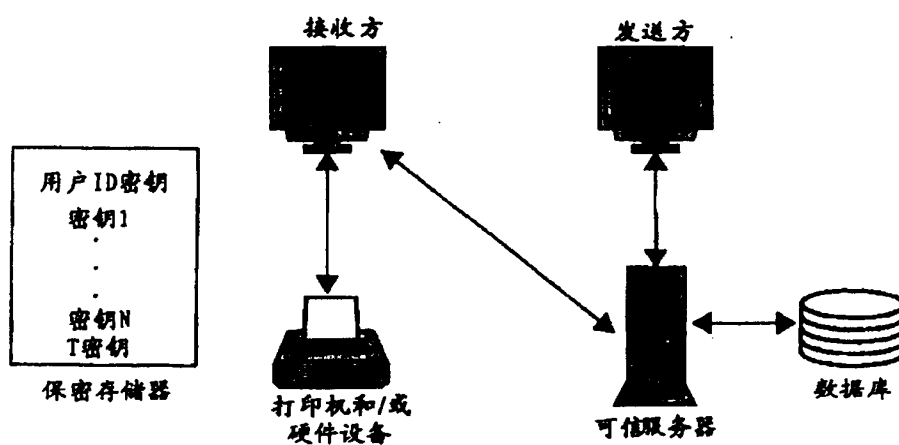 接收方
发送方
用户ID密钥
密钥1
.
.
.
密钥N
T密钥
保密存储器
打印机和/或
硬件设备
可信服务器
数据库